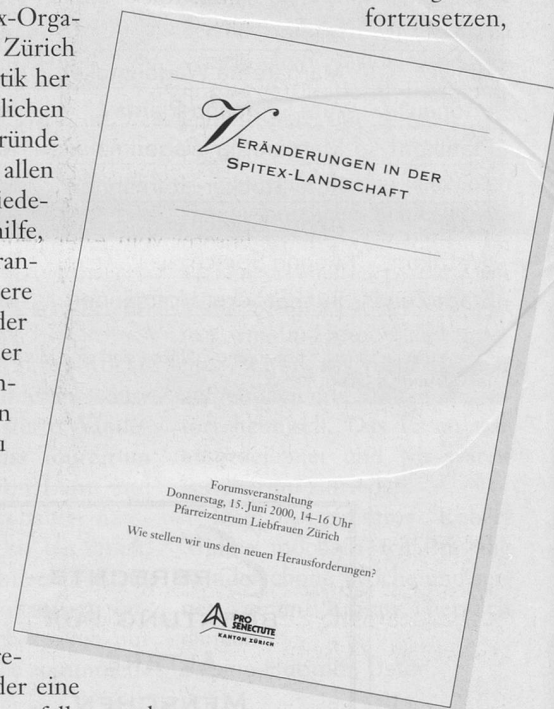 x-Orga-
Zürich
tik her
lichen
ründe
allen
iede-
hilfe,
ran-
ere
der
er
n-
n
u
re-
der eine
fortzusetzen,
VERÄNDERUNGEN IN DER
SPITEX-LANDSCHAFT
Forumsveranstaltung
Donnerstag, 15. Juni 2000, 14–16 Uhr
Pfarreizentrum Liebfrauen Zürich
Wie stellen wir uns den neuen Herausforderungen?
PRO
SENECTUTE
KANTON ZÜRICH